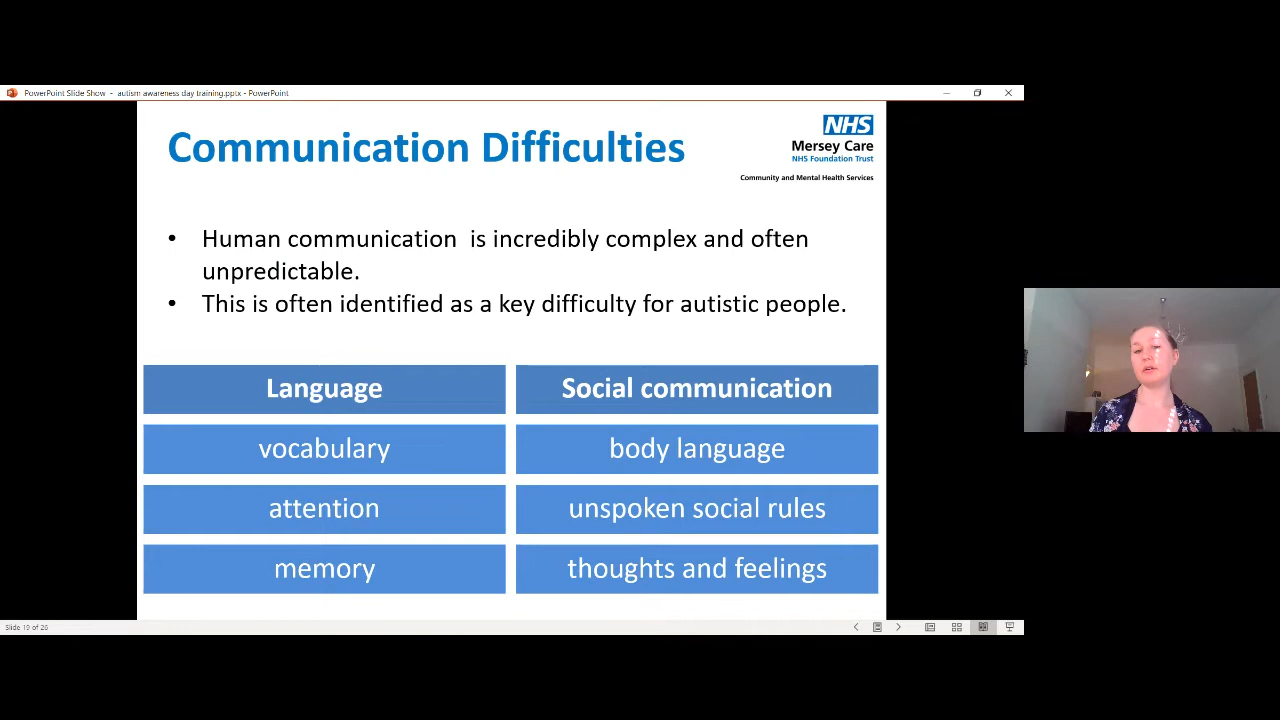 PowerPoint Slide Show - autism awareness day training.pptx - PowerPoint
Communication Difficulties
NHS
Mersey Care
NHS Foundation Trust
Community and Mental Health Services
• Human communication is incredibly complex and often
unpredictable.
• This is often identified as a key difficulty for autistic people.
Language
Social communication
vocabulary
body language
attention
unspoken social rules
memory
thoughts and feelings
Slide 19 of 26